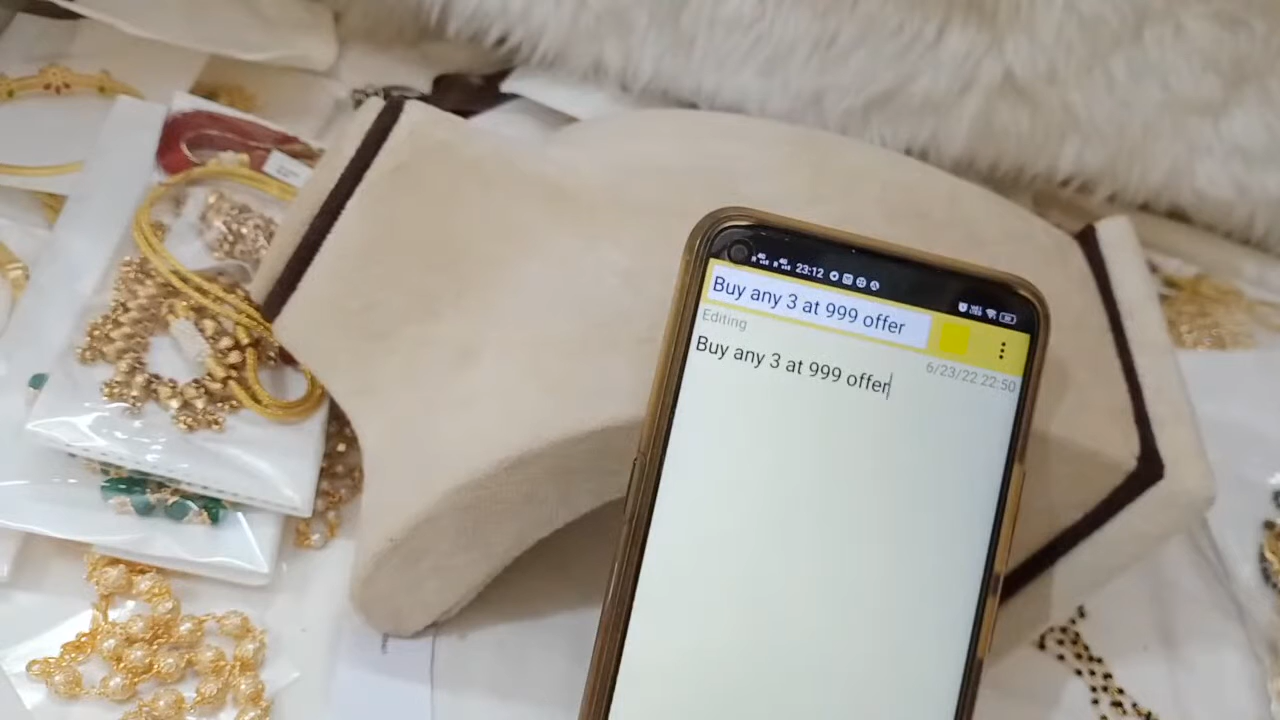 23:12
Buy any 3 at 999 offer
Editing
6/23/22 22:50
Buy any 3 at 999 offer